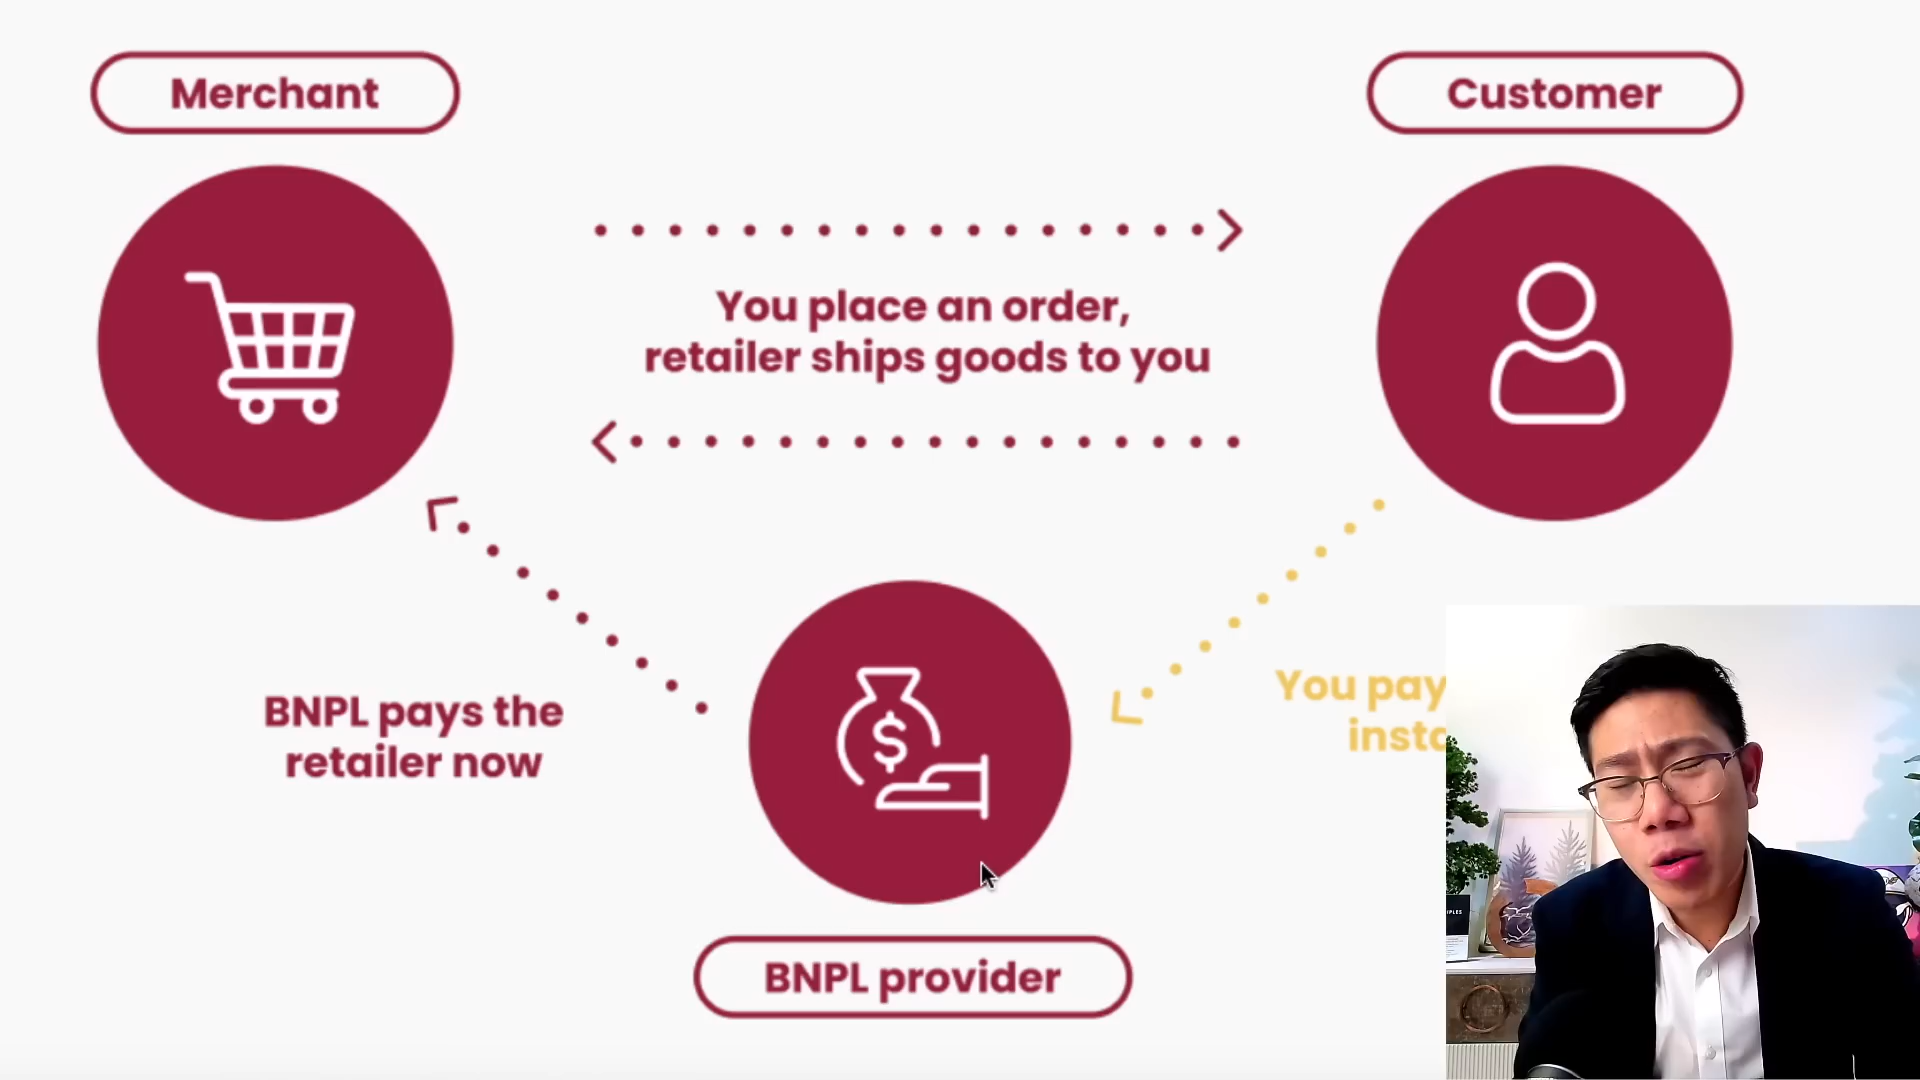 Merchant
Customer
You place an order,
retailer ships goods to you
BNPL pays the
retailer now
You pay
$
BNPL provider